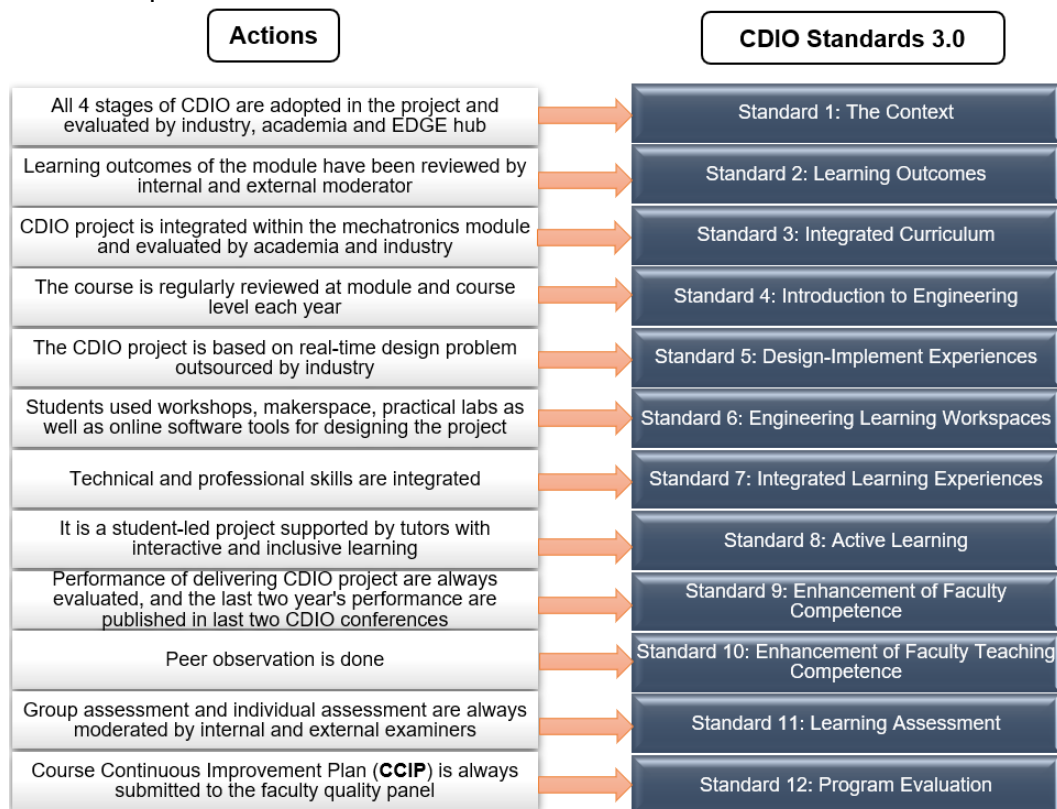 Actions
CDIO Standards 3.0
All 4 stages of CDIO are adopted in the project and
evaluated by industry, academia and EDGE hub
Standard 1: The Context
Learning outcomes of the module have been reviewed by
internal and external moderator
Standard 2: Learning Outcomes
CDIO project is integrated within the mechatronics module
and evaluated by academia and industry
Standard 3: Integrated Curriculum
The course is regularly reviewed at module and course
level each year
Standard 4: Introduction to Engineering
The CDIO project is based on real-time design problem
outsourced by industry
Standard 5: Design-Implement Experiences
Students used workshops, makerspace, practical labs as
well as online software tools for designing the project
Standard 6: Engineering Learning Workspaces
Technical and professional skills are integrated
Standard 7: Integrated Learning Experiences
It is a student-led project supported by tutors with
interactive and inclusive learning
Standard 8: Active Learning
Performance of delivering CDIO project are always
evaluated, and the last two year's performance are
published in last two CDIO conferences
Standard 9: Enhancement of Faculty
Competence
Peer observation is done
Standard 10: Enhancement of Faculty Teaching
Competence
Group assessment and individual assessment are always
moderated by internal and external examiners
Standard 11: Learning Assessment
Course Continuous Improvement Plan (CCIP) is always
submitted to the faculty quality panel
Standard 12: Program Evaluation